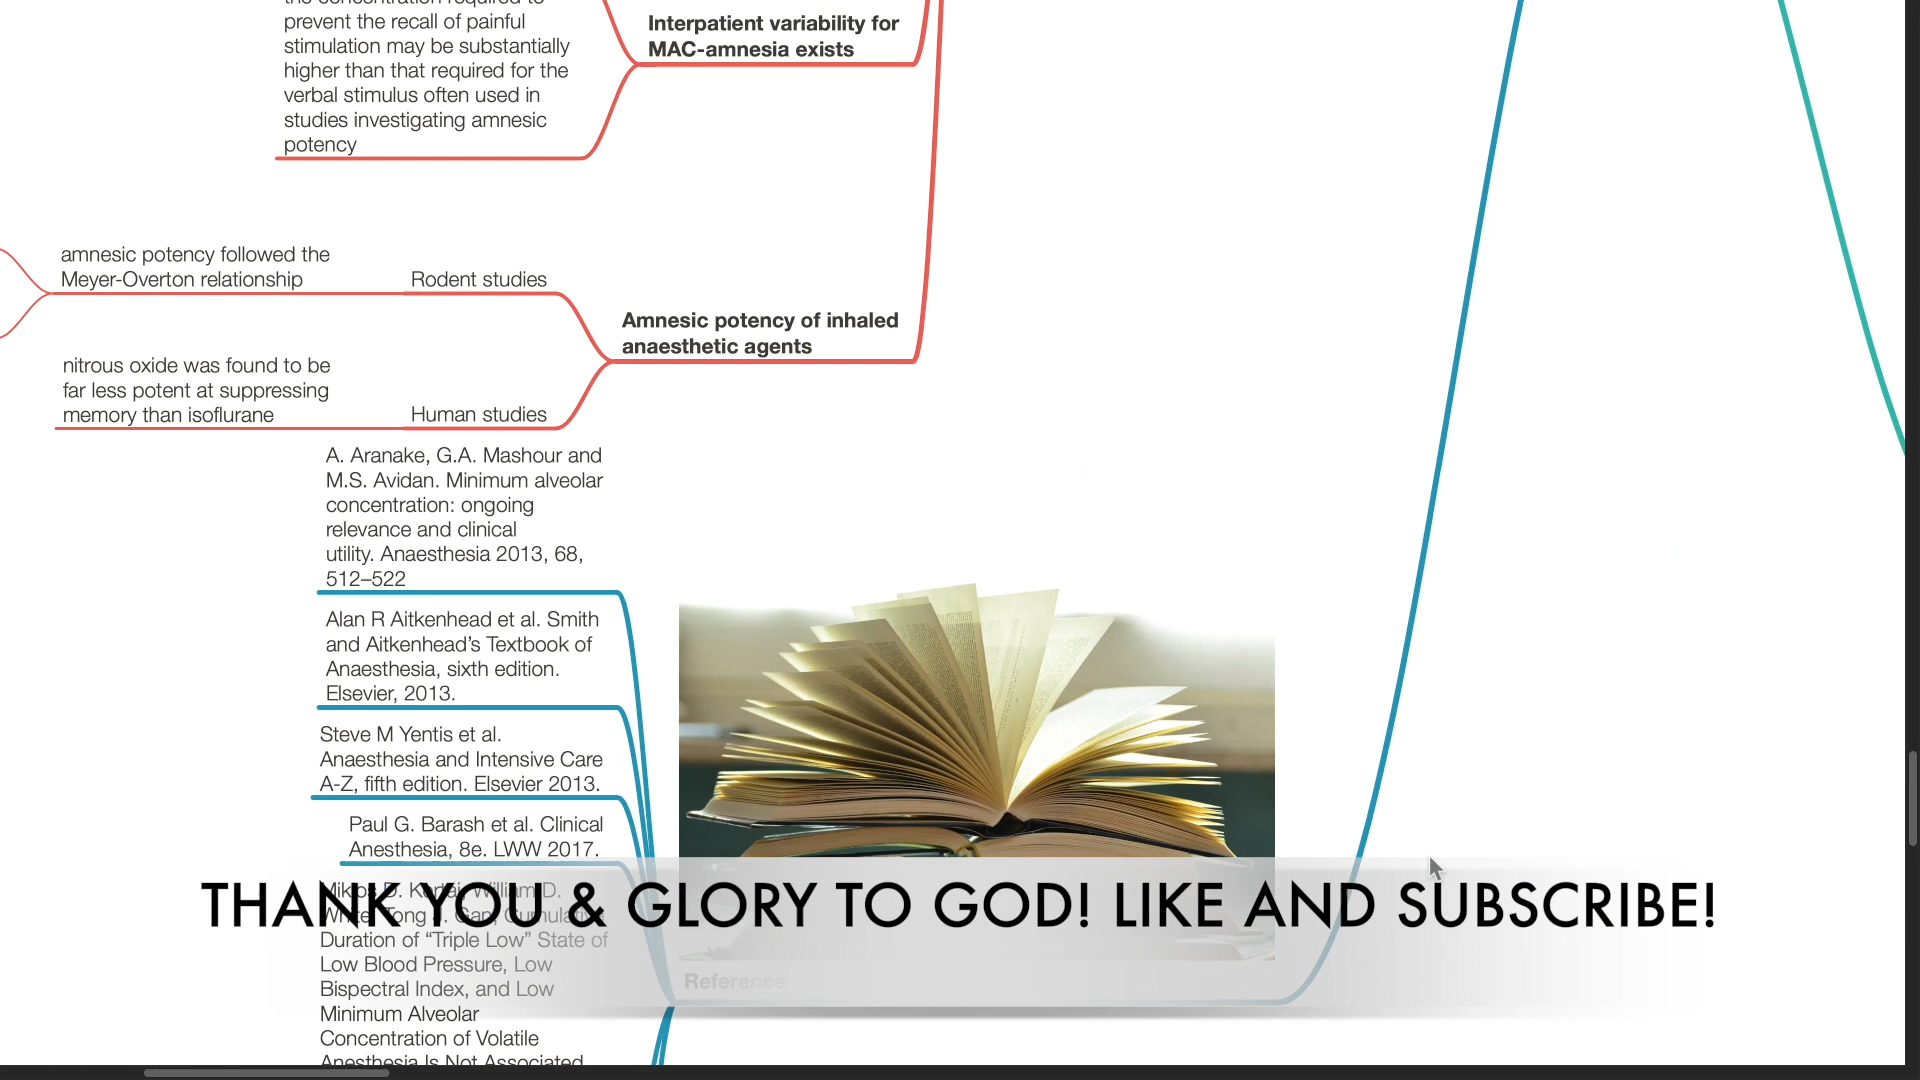 prevent the recall of painful
stimulation may be substantially
higher than that required for the
verbal stimulus often used in
studies investigating amnesic
potency
Interpatient variability for
MAC-amnesia exists
amnesic potency followed the
Meyer-Overton relationship
Rodent studies
Amnesic potency of inhaled
anaesthetic agents
nitrous oxide was found to be
far less potent at suppressing
memory than isoflurane
Human studies
A. Aranake, G.A. Mashour and
M.S. Avidan. Minimum alveolar
concentration: ongoing
relevance and clinical
utility. Anaesthesia 2013, 68,
512–522
Alan R Aitkenhead et al. Smith
and Aitkenhead’s Textbook of
Anaesthesia, sixth edition.
Elsevier, 2013.
Steve M Yentis et al.
Anaesthesia and Intensive Care
A-Z, fifth edition. Elsevier 2013.
Paul G. Barash et al. Clinical
Anesthesia, 8e. LWW 2017.
THANK YOU & GLORY TO GOD! LIKE AND SUBSCRIBE!
William D.
Duration of “Triple Low” State of
Low Blood Pressure, Low
Bispectral Index, and Low
Minimum Alveolar
Concentration of Volatile
Anesthesia Is Not Associated
Reference